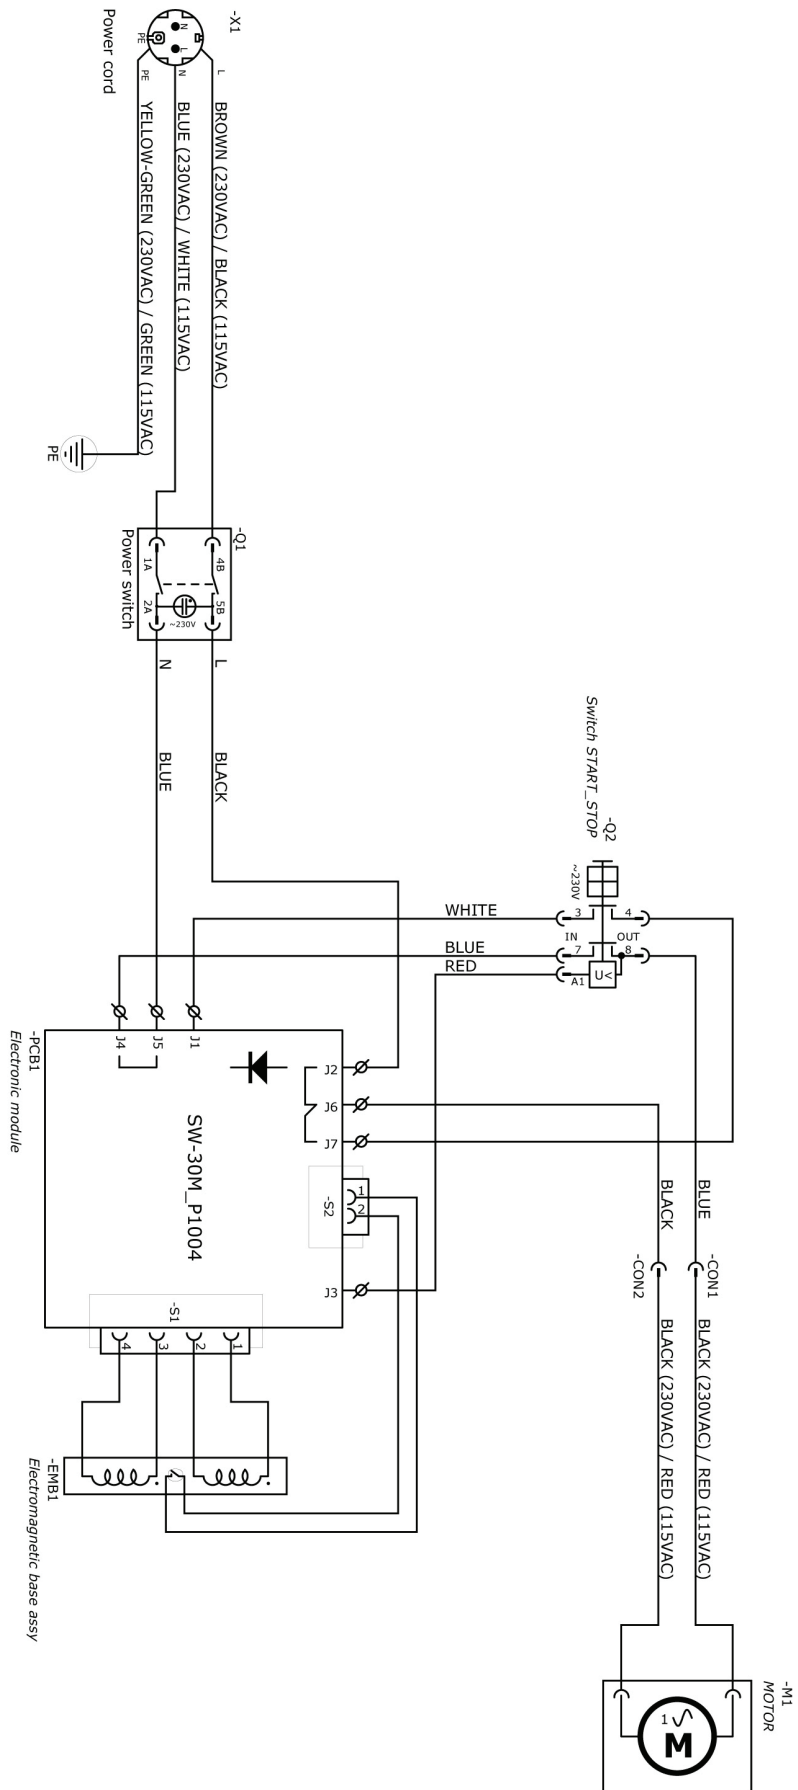 -X1
Power cord
N
L
PE
L
N
PE
BROWN (230VAC) / BLACK (115VAC)
BLUE (230VAC) / WHITE (115VAC)
YELLOW-GREEN (230VAC) / GREEN (115VAC)
PE
-Q1
Power switch
4B
1A
5B
2A
~230V
L
N
BLACK
BLUE
Switch START_STOP
-Q2
~230V
WHITE
3
4
IN
OUT
BLUE
7
8
RED
A1
U<
-PCB1
Electronic module
J4
J5
J1
J2
J6
J7
SW-30M_P1004
-S2
1
2
J3
-S1
4
3
2
1
BLACK
BLUE
-CON2
-CON1
BLACK (230VAC) / RED (115VAC)
BLACK (230VAC) / RED (115VAC)
-EMB1
Electromagnetic base assy
-M1
MOTOR
1
M